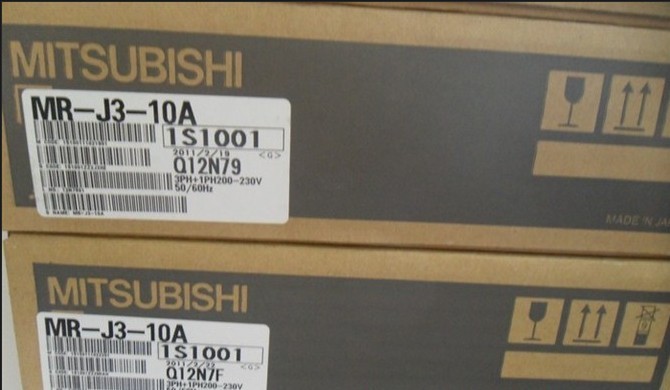 MITSUBISHI
MR-J3-10A
1S1001
2011/2/19 <G>
Q12N79
3PH+1PH200-230V
50/60Hz
MADE IN JA
MITSUBISHI
MR-J3-10A
1S1001
<G>
Q12N7F
3PH+1PH200-230V